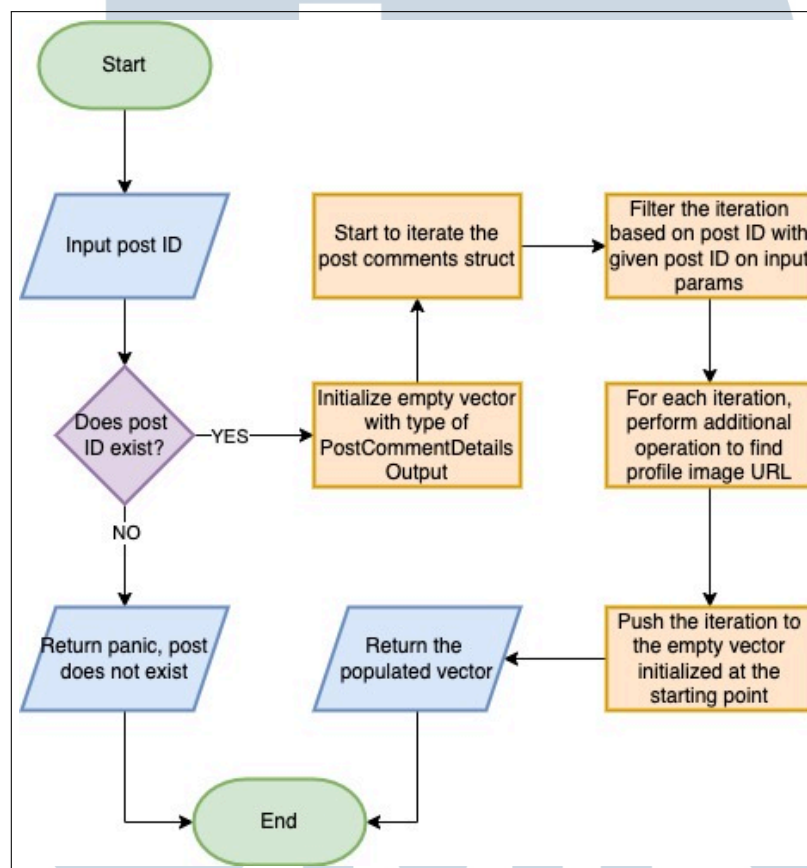 Start
Input post ID
Does post
ID exist?
YES
NO
Initialize empty vector
with type of
PostCommentDetails
Output
Start to iterate the
post comments struct
Filter the iteration
based on post ID with
given post ID on input
params
For each iteration,
perform additional
operation to find
profile image URL
Push the iteration to
the empty vector
initialized at the
starting point
Return the
populated vector
Return panic, post
does not exist
End